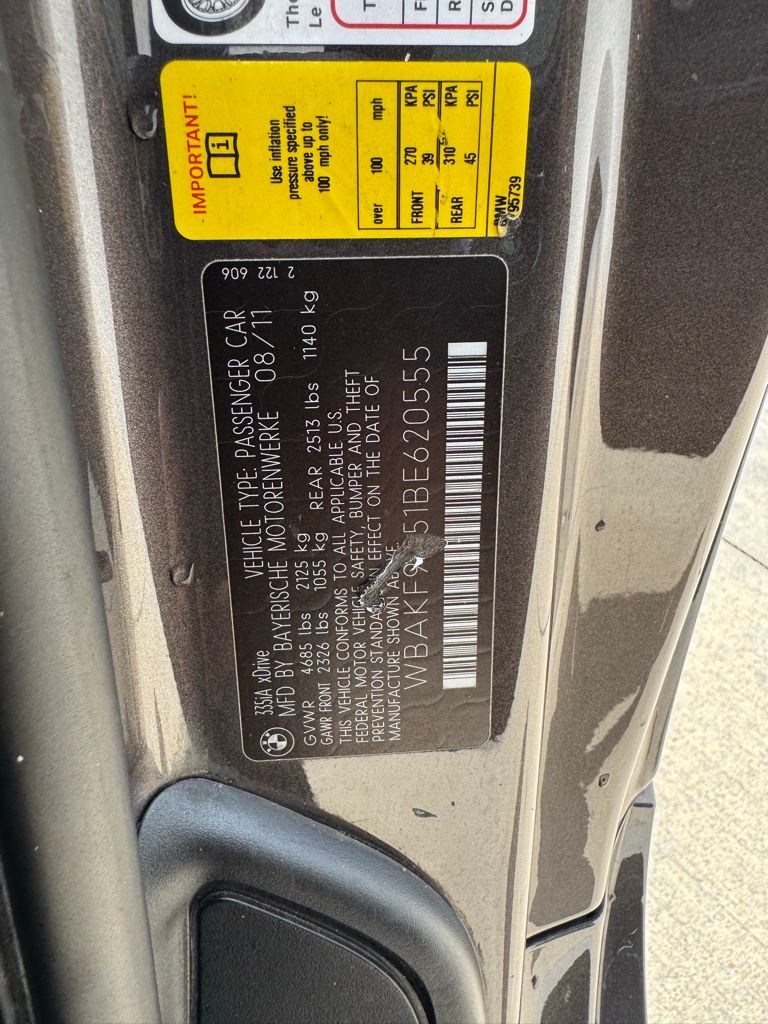 The
Le
T
F
R
S
D
IMPORTANT!
i
Use inflation
pressure specified
above up to
100 mph only!
over 100 mph
FRONT 270 KPA
39 PSI
REAR 310 KPA
45 PSI
BMW
95739
2 122 606
335iA xDrive VEHICLE TYPE: PASSENGER CAR
MFD BY BAYERISCHE MOTORENWERKE 08/11
GVWR 4685 lbs 2125 kg
GAWR FRONT 2326 lbs 1055 kg REAR 2513 lbs 1140 kg
THIS VEHICLE CONFORMS TO ALL APPLICABLE U.S.
FEDERAL MOTOR VEHICLE SAFETY, BUMPER AND THEFT
PREVENTION STANDARDS IN EFFECT ON THE DATE OF
MANUFACTURE SHOWN ABOVE.
WBAKF9 51BE620555